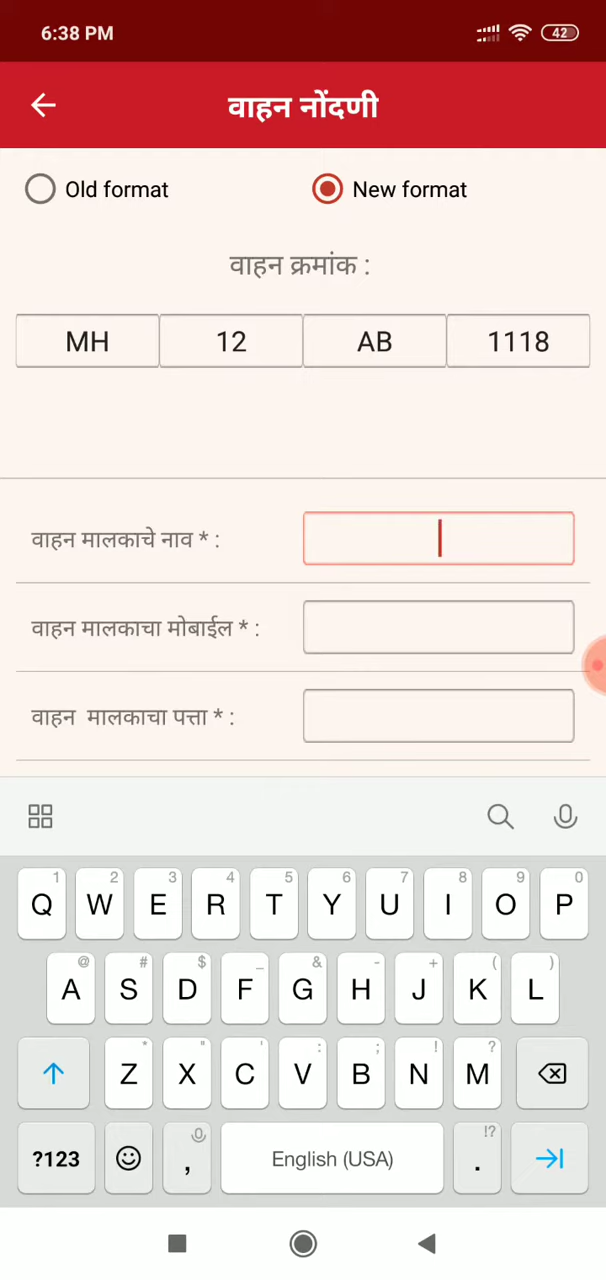 6:38 PM 42
वाहन नोंदणी
Old format New format
वाहन क्रमांक :
MH 12 AB 1118
वाहन मालकाचे नाव * :
वाहन मालकाचा मोबाईल * :
वाहन मालकाचा पत्ता * :
1 2 3 4 5 6 7 8 9 0
Q W E R T Y U I O P
@ # $ _ & - + ( )
A S D F G H J K L
* " ' : ; ! ?
Z X C V B N M
!?
?123 , English (USA) .